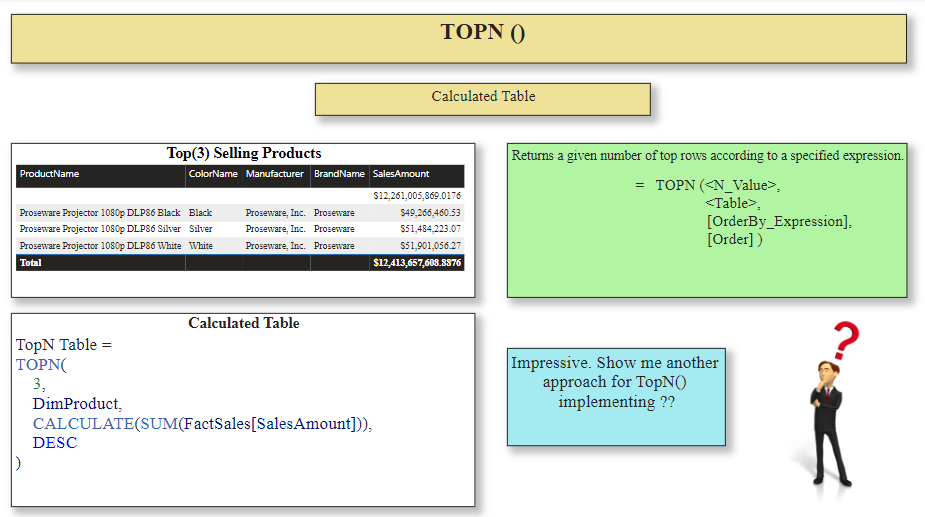 TOPN ()
Calculated Table
Top(3) Selling Products
ProductName ColorName Manufacturer BrandName SalesAmount
$12,261,005,869.0176
Proseware Projector 1080p DLP86 Black Black Proseware, Inc. Proseware $49,266,460.53
Proseware Projector 1080p DLP86 Silver Silver Proseware, Inc. Proseware $51,484,223.07
Proseware Projector 1080p DLP86 White White Proseware, Inc. Proseware $51,901,056.27
Total $12,413,657,608.8876
Returns a given number of top rows according to a specified expression.
= TOPN (<N_Value>,
<Table>,
[OrderBy_Expression],
[Order] )
Calculated Table
TopN Table =
TOPN(
3,
DimProduct,
CALCULATE(SUM(FactSales[SalesAmount])),
DESC
)
Impressive. Show me another
approach for TopN()
implementing ??
?